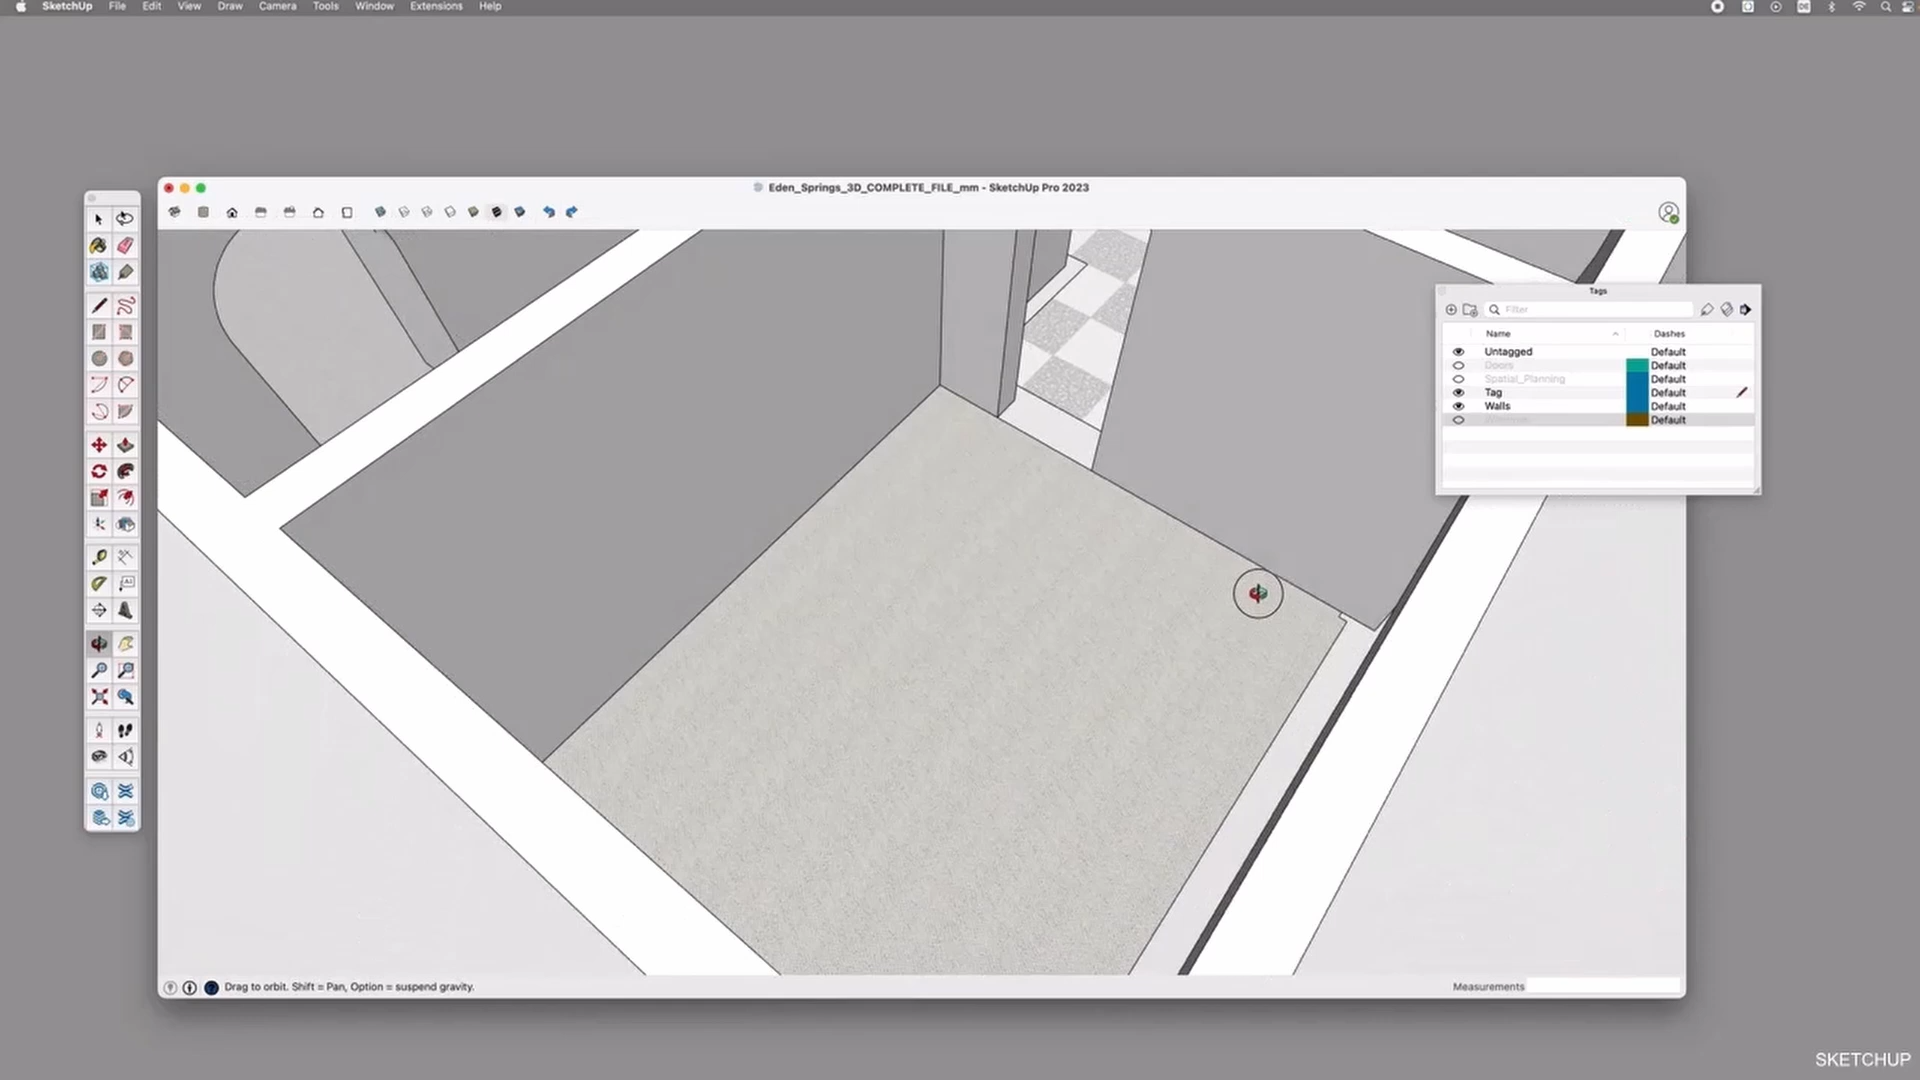 SketchUp File Edit View Draw Camera Tools Window Extensions Help
Eden_Springs_3D_COMPLETE_FILE_mm - SketchUp Pro 2023
Tags
Filter
Name Dashes
Untagged Default
Doors Default
Spatial_Planning Default
Tag Default
Walls Default
Default
Drag to orbit. Shift = Pan, Option = suspend gravity.
Measurements
SKETCHUP